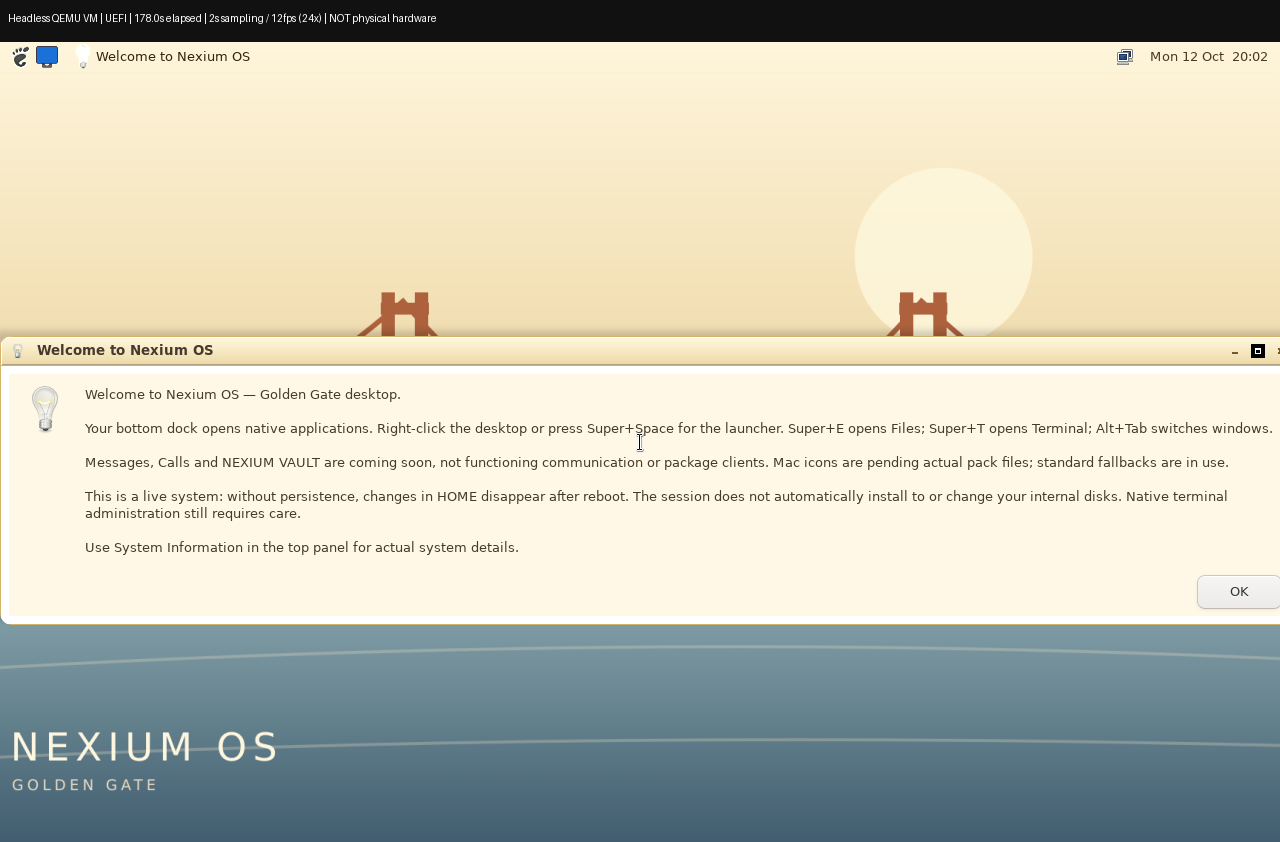 Headless QEMU VM | UEFI | 178.0s elapsed | 2s sampling / 12fps (24x) | NOT physical hardware
Welcome to Nexium OS
Mon 12 Oct 20:02
Welcome to Nexium OS
Welcome to Nexium OS — Golden Gate desktop.
Your bottom dock opens native applications. Right-click the desktop or press Super+Space for the launcher. Super+E opens Files; Super+T opens Terminal; Alt+Tab switches windows.
Messages, Calls and NEXIUM VAULT are coming soon, not functioning communication or package clients. Mac icons are pending actual pack files; standard fallbacks are in use.
This is a live system: without persistence, changes in HOME disappear after reboot. The session does not automatically install to or change your internal disks. Native terminal
administration still requires care.
Use System Information in the top panel for actual system details.
OK
NEXIUM OS
GOLDEN GATE